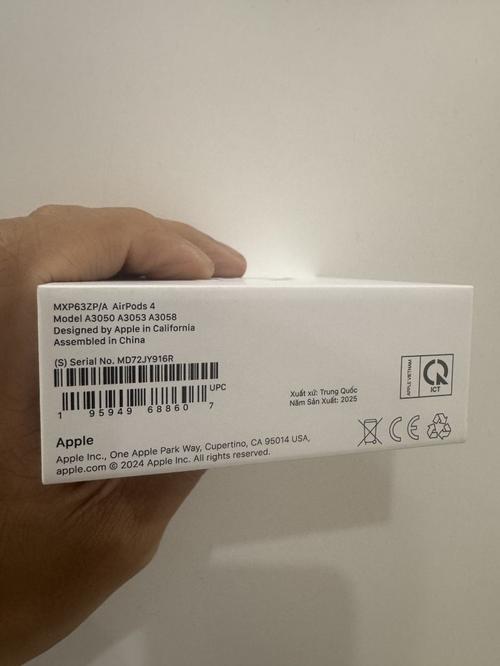 MXP63ZP/A AirPods 4
Model A3050 A3053 A3058
Designed by Apple in California
Assembled in China
(S) Serial No. MD72JY916R
UPC
1 95949 68860 7
Xuất xứ: Trung Quốc
Năm Sản Xuất: 2025
APPLE VIETNAM
ICT
CE
Apple
Apple Inc., One Apple Park Way, Cupertino, CA 95014 USA,
apple.com © 2024 Apple Inc. All rights reserved.